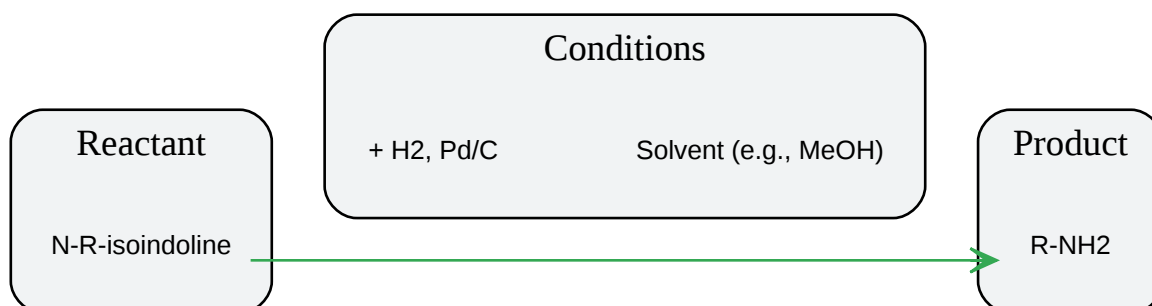 Conditions
Reactant
+ H2, Pd/C
Solvent (e.g., MeOH)
Product
N-R-isoindoline
R-NH2